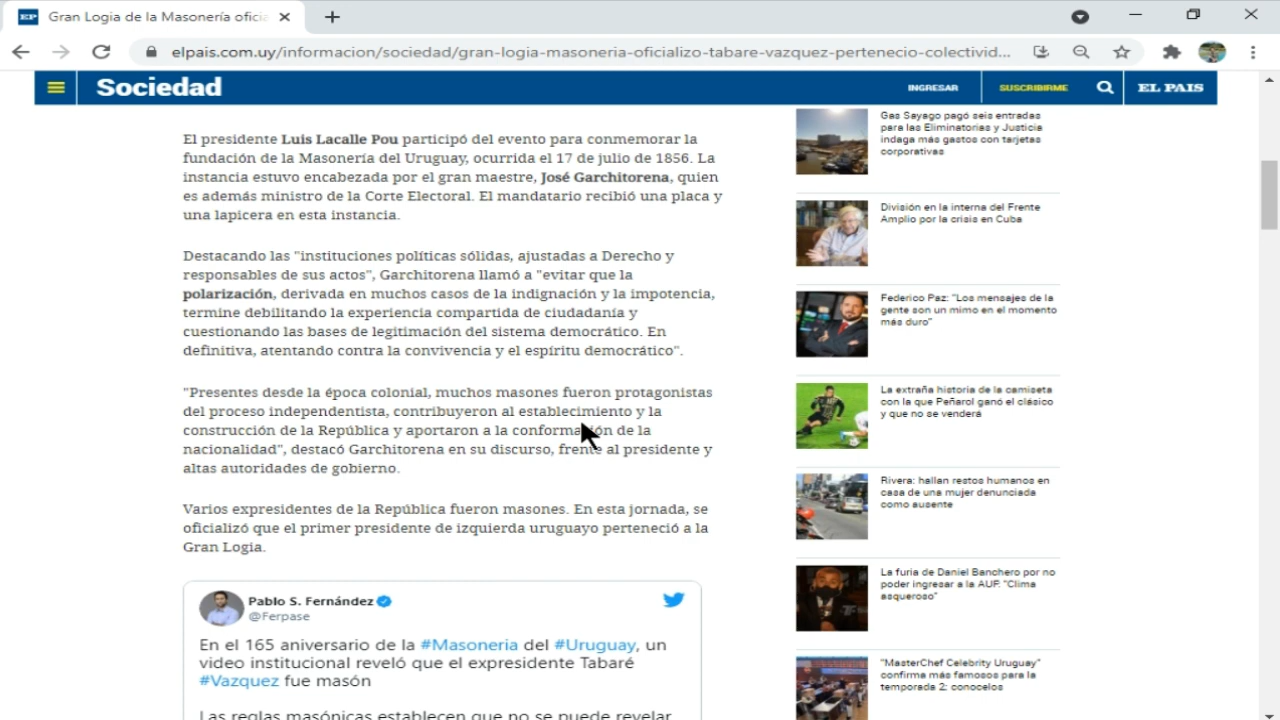 EP Gran Logia de la Masonería oficia
elpais.com.uy/informacion/sociedad/gran-logia-masoneria-oficializo-tabare-vazquez-pertenecio-colectivid...
Sociedad
INGRESAR
SUSCRIBIRME
EL PAIS
El presidente Luis Lacalle Pou participó del evento para conmemorar la
fundación de la Masonería del Uruguay, ocurrida el 17 de julio de 1856. La
instancia estuvo encabezada por el gran maestre, José Garchitorena, quien
es además ministro de la Corte Electoral. El mandatario recibió una placa y
una lapicera en esta instancia.
Destacando las "instituciones políticas sólidas, ajustadas a Derecho y
responsables de sus actos", Garchitorena llamó a "evitar que la
polarización, derivada en muchos casos de la indignación y la impotencia,
termine debilitando la experiencia compartida de ciudadanía y
cuestionando las bases de legitimación del sistema democrático. En
definitiva, atentando contra la convivencia y el espíritu democrático".
"Presentes desde la época colonial, muchos masones fueron protagonistas
del proceso independentista, contribuyeron al establecimiento y la
construcción de la República y aportaron a la conformación de la
nacionalidad", destacó Garchitorena en su discurso, frente al presidente y
altas autoridades de gobierno.
Varios expresidentes de la República fueron masones. En esta jornada, se
oficializó que el primer presidente de izquierda uruguayo perteneció a la
Gran Logia.
Pablo S. Fernández
@Ferpase
En el 165 aniversario de la #Masoneria del #Uruguay, un
video institucional reveló que el expresidente Tabaré
#Vazquez fue masón
Las reglas masónicas establecen que no se puede revelar
Gas Sayago pagó seis entradas
para las Eliminatorias y Justicia
indaga más gastos con tarjetas
corporativas
División en la interna del Frente
Amplio por la crisis en Cuba
Federico Paz: "Los mensajes de la
gente son un mimo en el momento
más duro"
La extraña historia de la camiseta
con la que Peñarol ganó el clásico
y que no se venderá
Rivera: hallan restos humanos en
casa de una mujer denunciada
como ausente
La furia de Daniel Banchero por no
poder ingresar a la AUF: "Clima
asqueroso"
"MasterChef Celebrity Uruguay"
confirma más famosos para la
temporada 2: conocelos